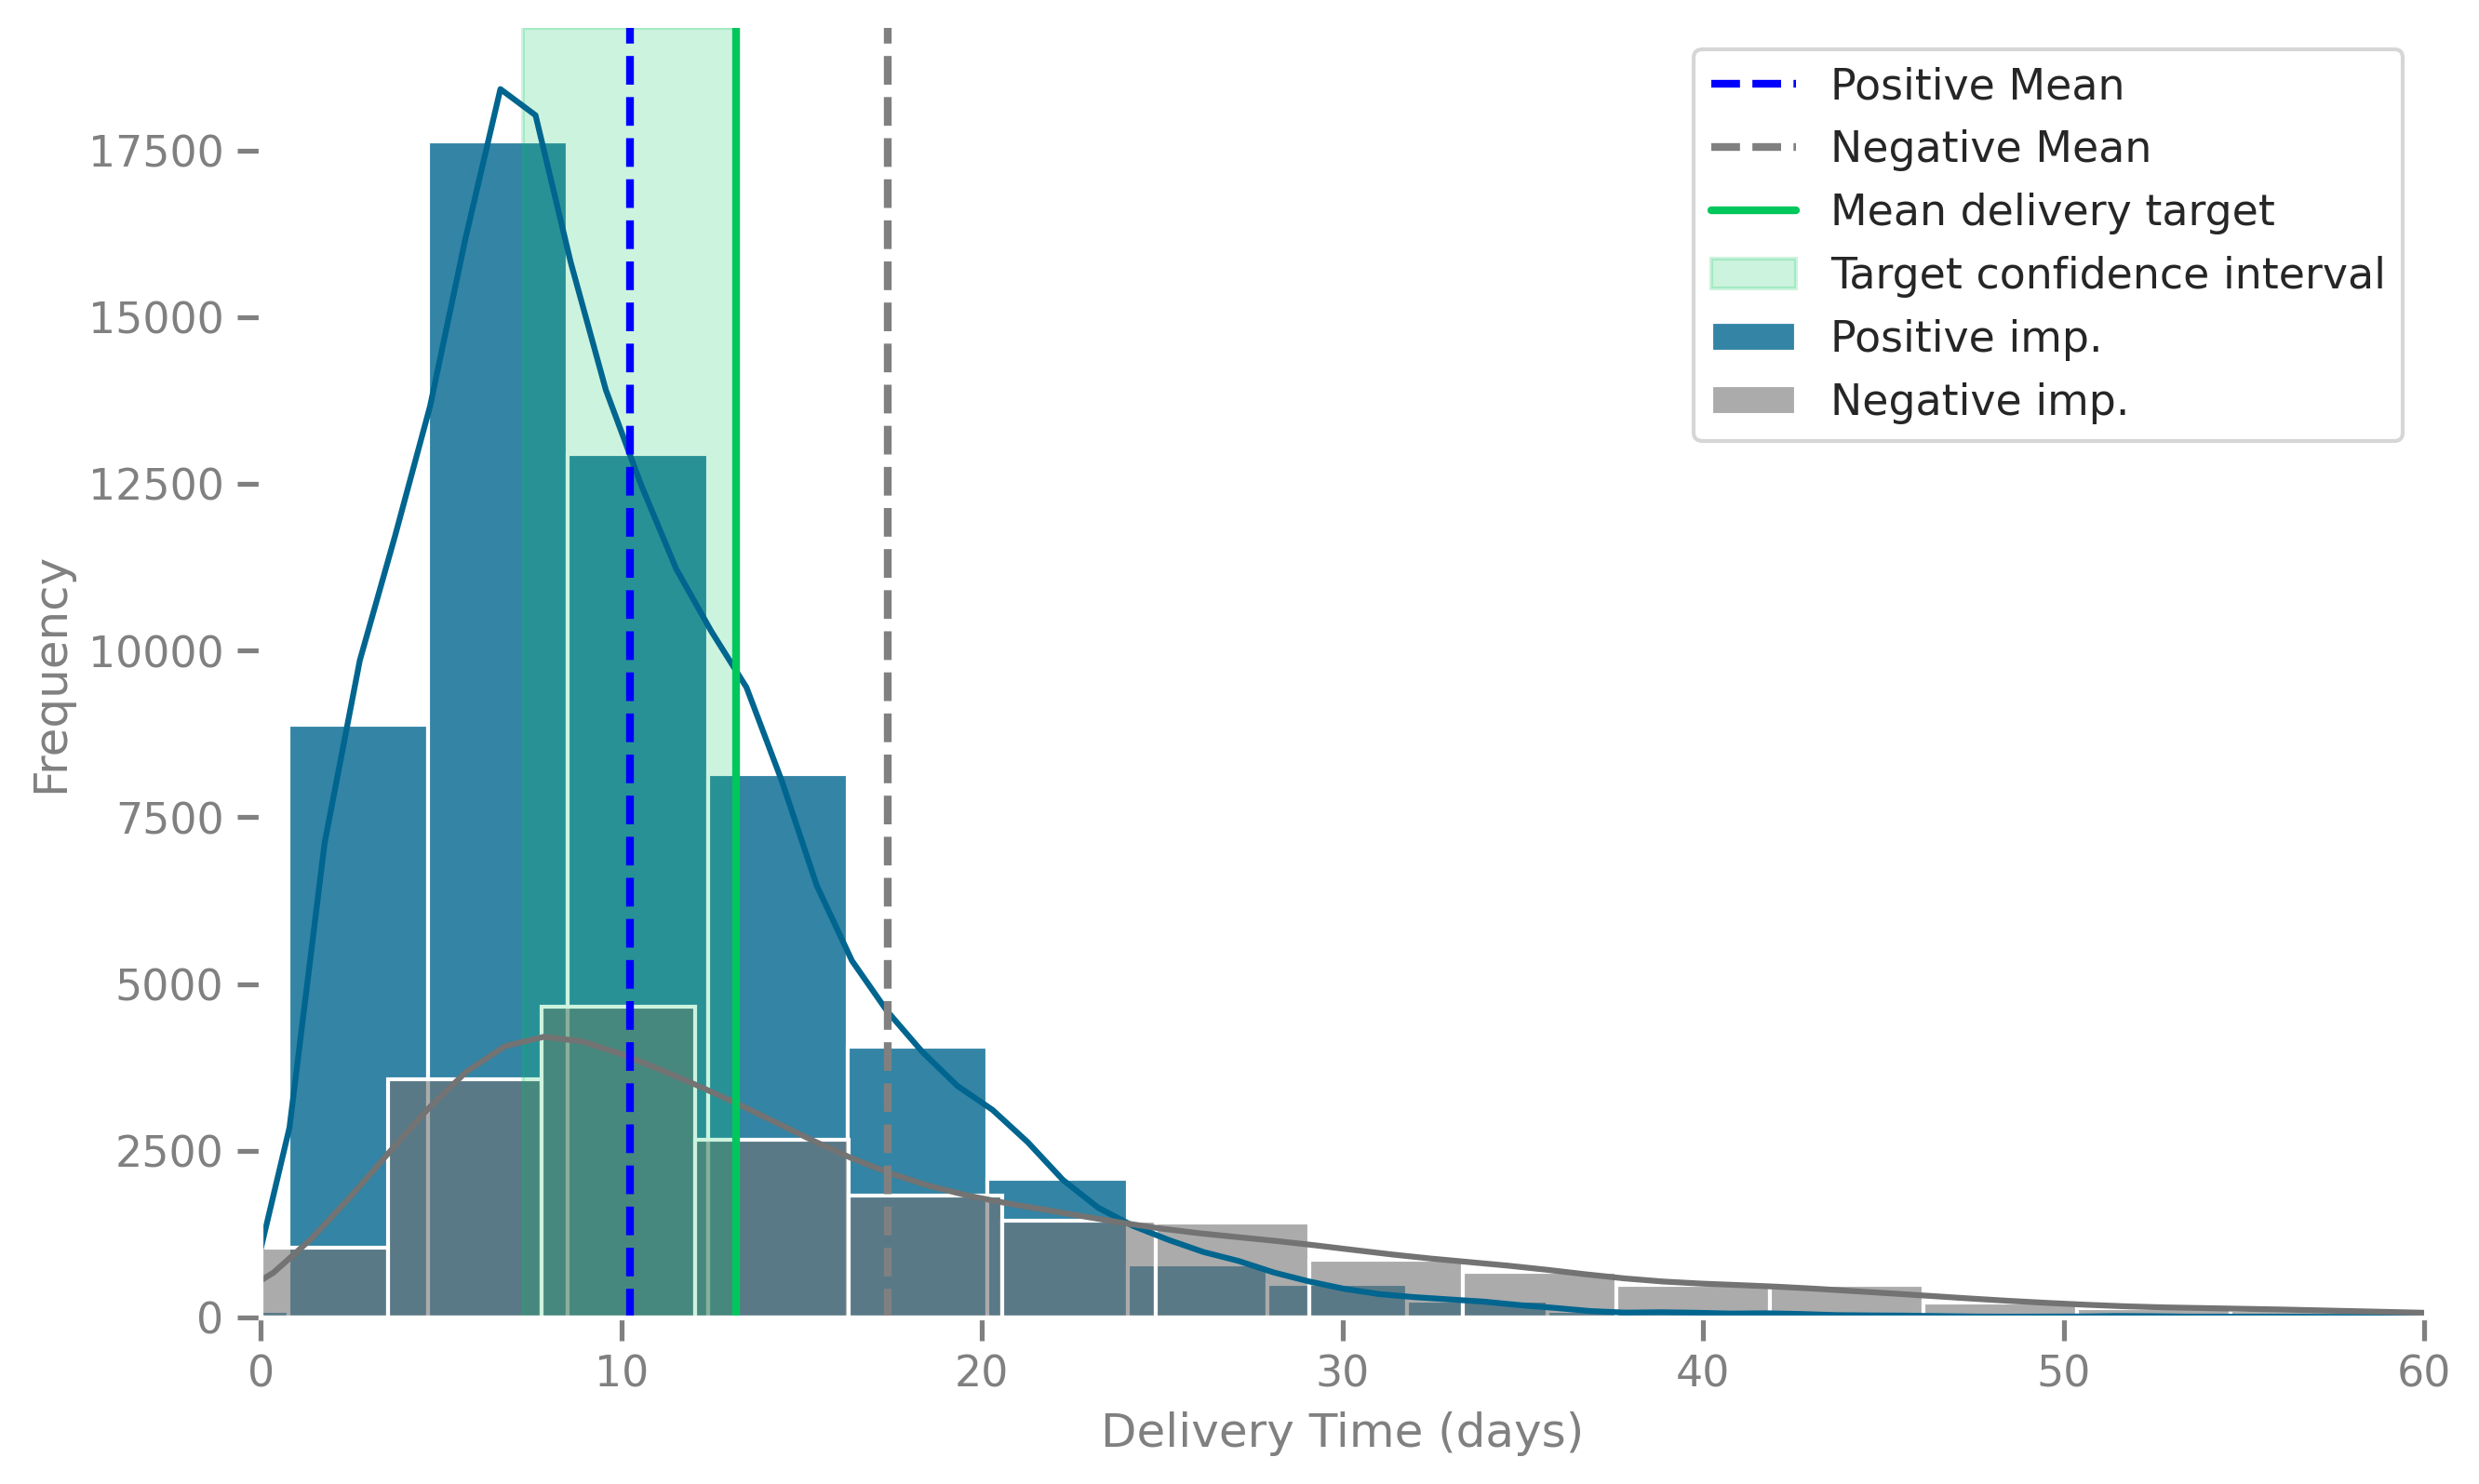 Positive Mean
Negative Mean
Mean delivery target
Target confidence interval
Positive imp.
Negative imp.
17500
15000
12500
10000
7500
5000
2500
0
Frequency
0 10 20 30 40 50 60
Delivery Time (days)